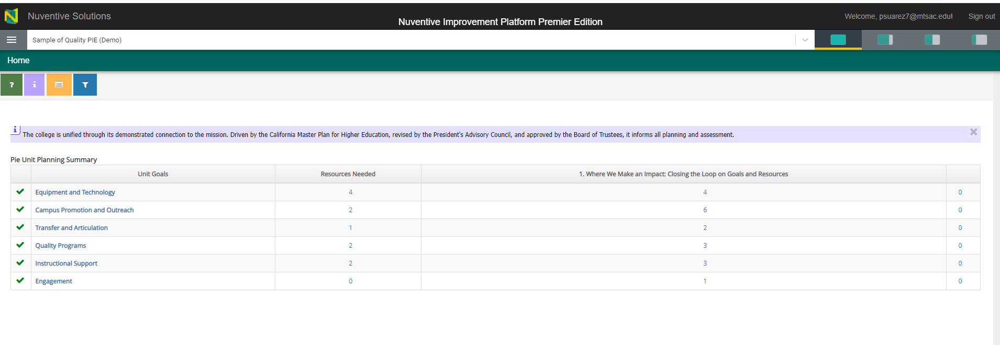 Nuventive Solutions
Nuventive Improvement Platform Premier Edition
Welcome, psuarez7@mtsac.edu! Sign out
Sample of Quality PIE (Demo)
Home
? i
i
The college is unified through its demonstrated connection to the mission. Driven by the California Master Plan for Higher Education, revised by the President's Advisory Council, and approved by the Board of Trustees, it informs all planning and assessment.
Pie Unit Planning Summary
Unit Goals Resources Needed 1. Where We Make an Impact: Closing the Loop on Goals and Resources
Equipment and Technology 4 4 0
Campus Promotion and Outreach 2 6 0
Transfer and Articulation 1 2 0
Quality Programs 2 3 0
Instructional Support 2 3 0
Engagement 0 1 0